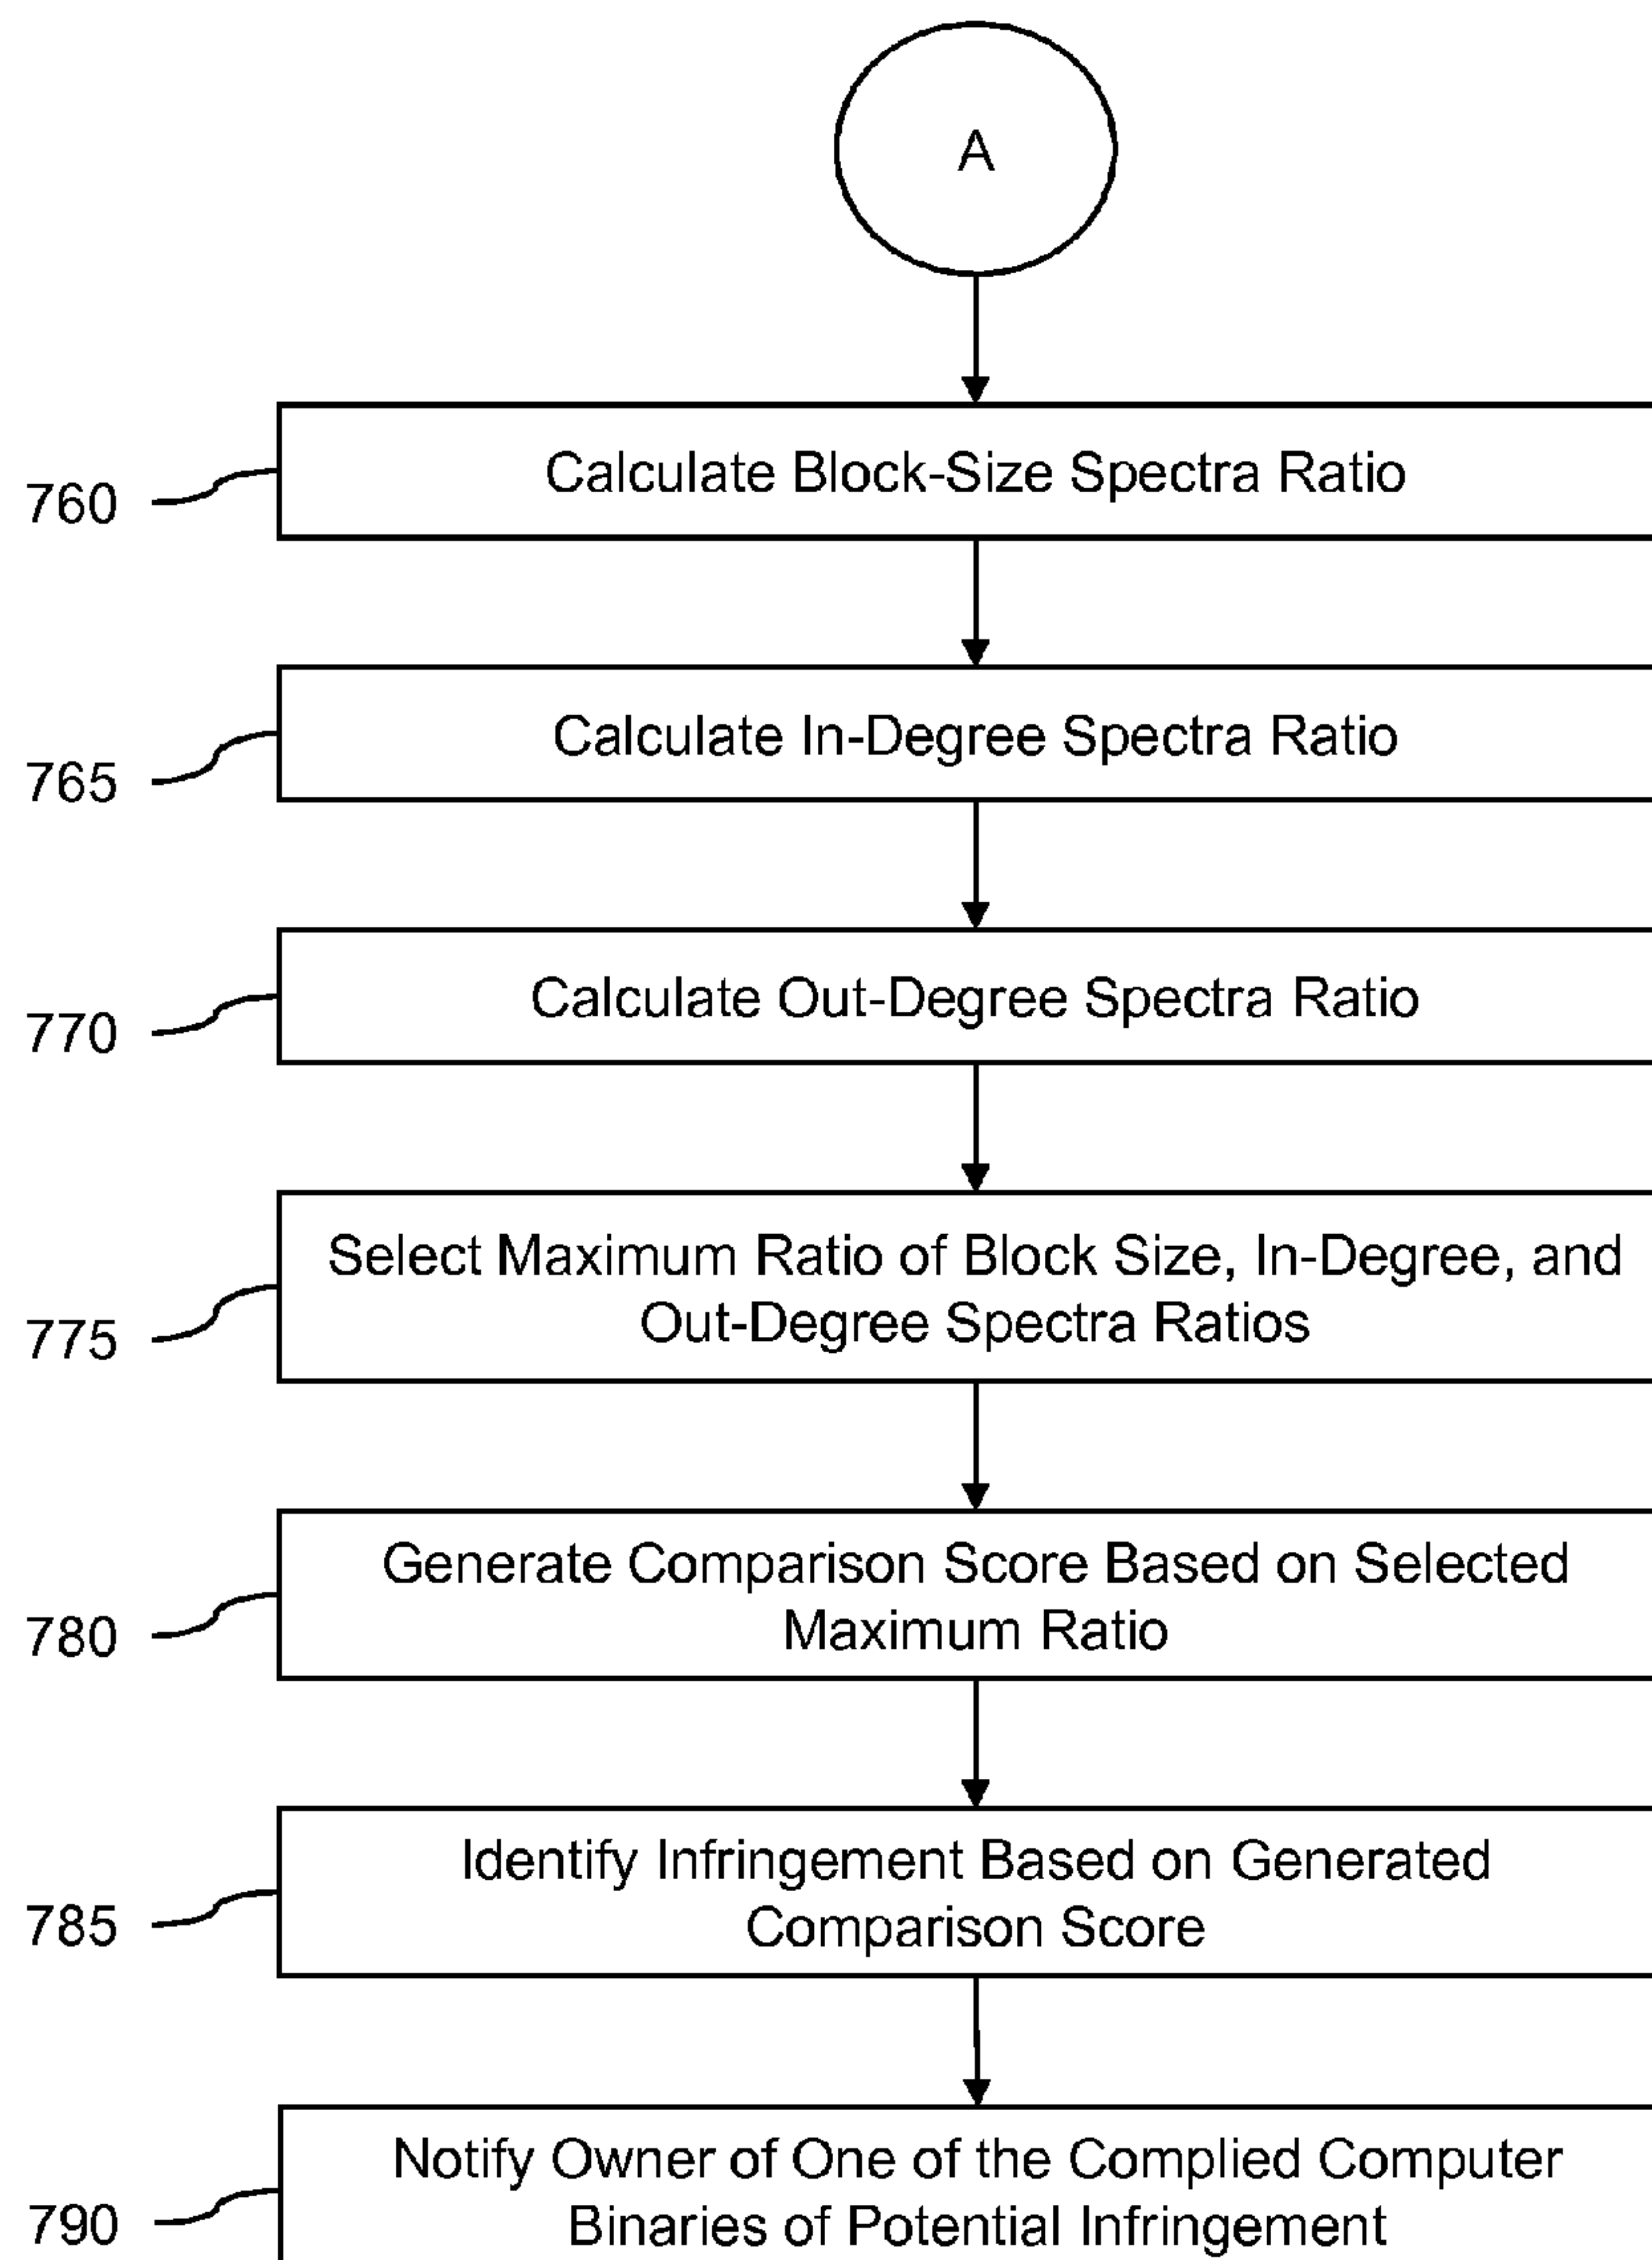 A
Calculate Block-Size Spectra Ratio
760
Calculate In-Degree Spectra Ratio
765
Calculate Out-Degree Spectra Ratio
770
Select Maximum Ratio of Block Size, In-Degree, and
Out-Degree Spectra Ratios
775
Generate Comparison Score Based on Selected
Maximum Ratio
780
Identify Infringement Based on Generated
Comparison Score
785
Notify Owner of One of the Complied Computer
Binaries of Potential Infringement
790